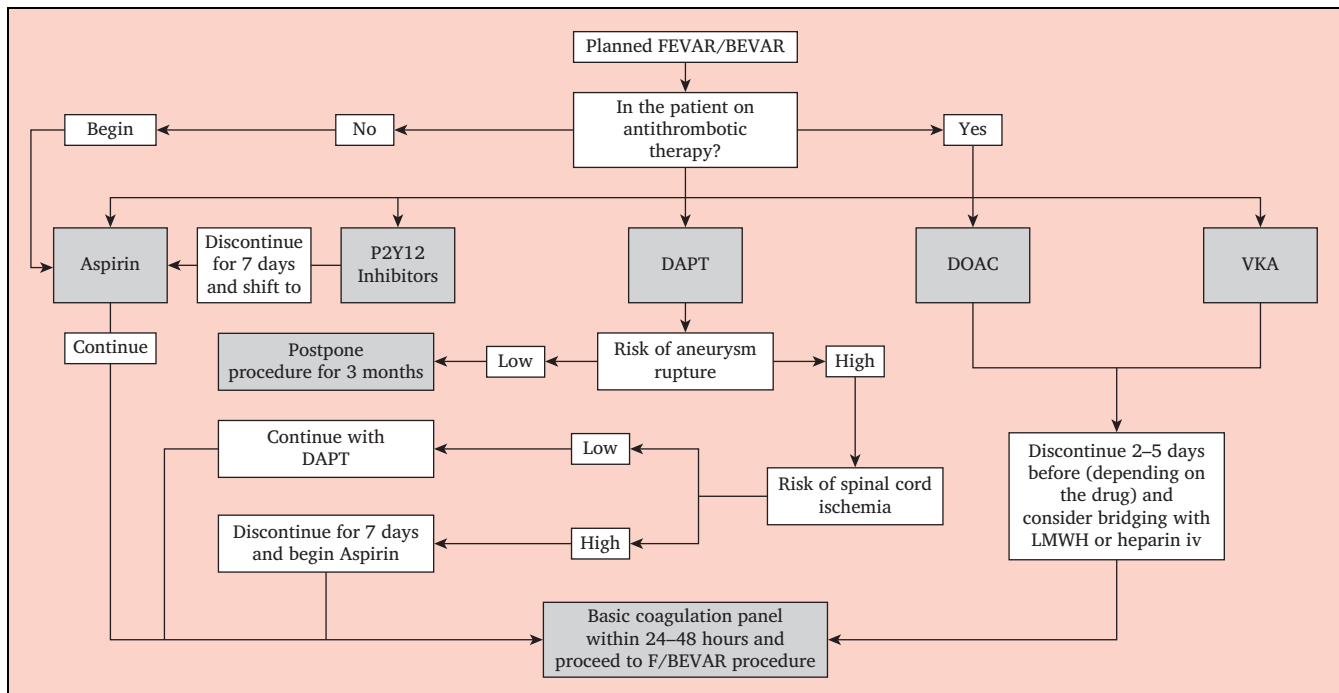 Planned FEVAR/BEVAR
In the patient on
antithrombotic
therapy?
Begin
No
Yes
Aspirin
Discontinue
for 7 days
and shift to
P2Y12
Inhibitors
DAPT
DOAC
VKA
Continue
Postpone
procedure for 3 months
Low
Risk of aneurysm
rupture
High
Continue with
DAPT
Low
Risk of spinal cord
ischemia
Discontinue 2–5 days
before (depending on
the drug) and
consider bridging with
LMWH or heparin iv
Discontinue for 7 days
and begin Aspirin
High
Basic coagulation panel
within 24–48 hours and
proceed to F/BEVAR procedure